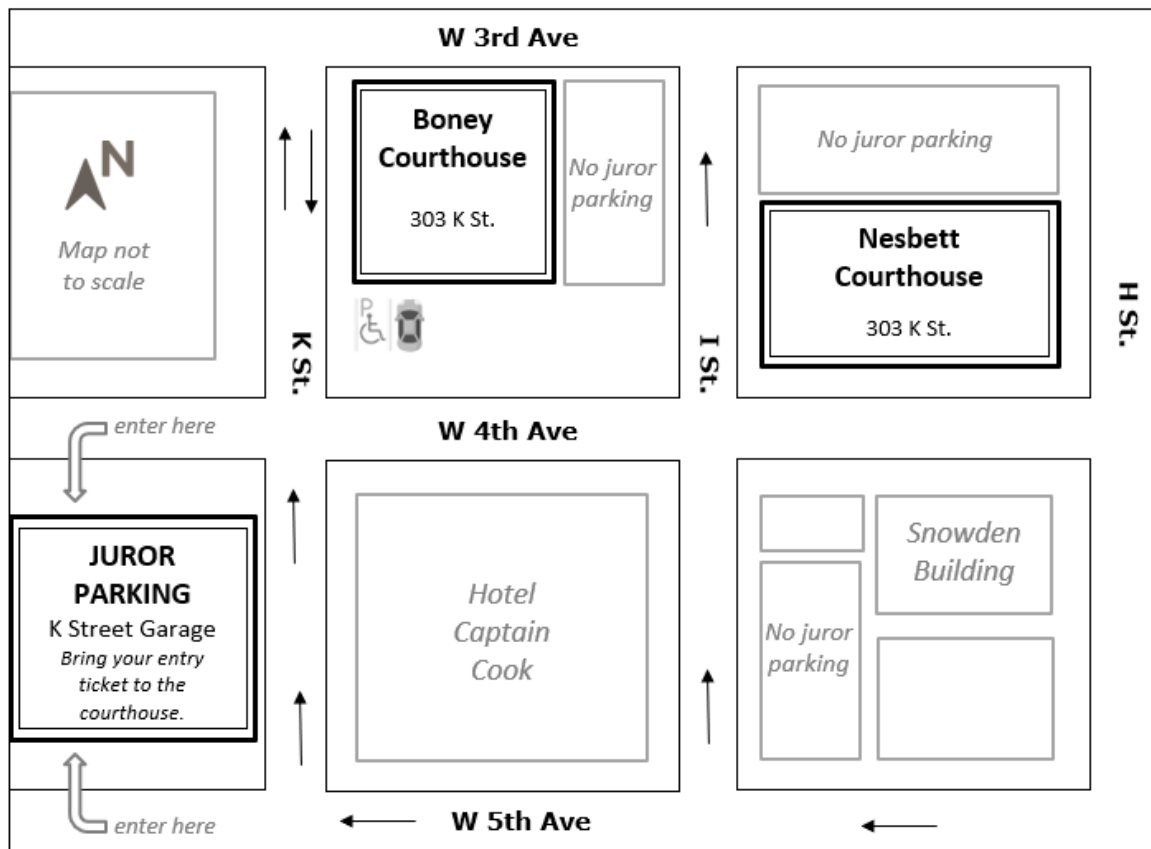 W 3rd Ave
N
Map not
to scale
Boney
Courthouse
303 K St.
No juror
parking
No juror parking
Nesbett
Courthouse
303 K St.
P
K St.
I St.
H St.
enter here
W 4th Ave
JUROR
PARKING
K Street Garage
Bring your entry
ticket to the
courthouse.
Hotel
Captain
Cook
Snowden
Building
No juror
parking
enter here
W 5th Ave